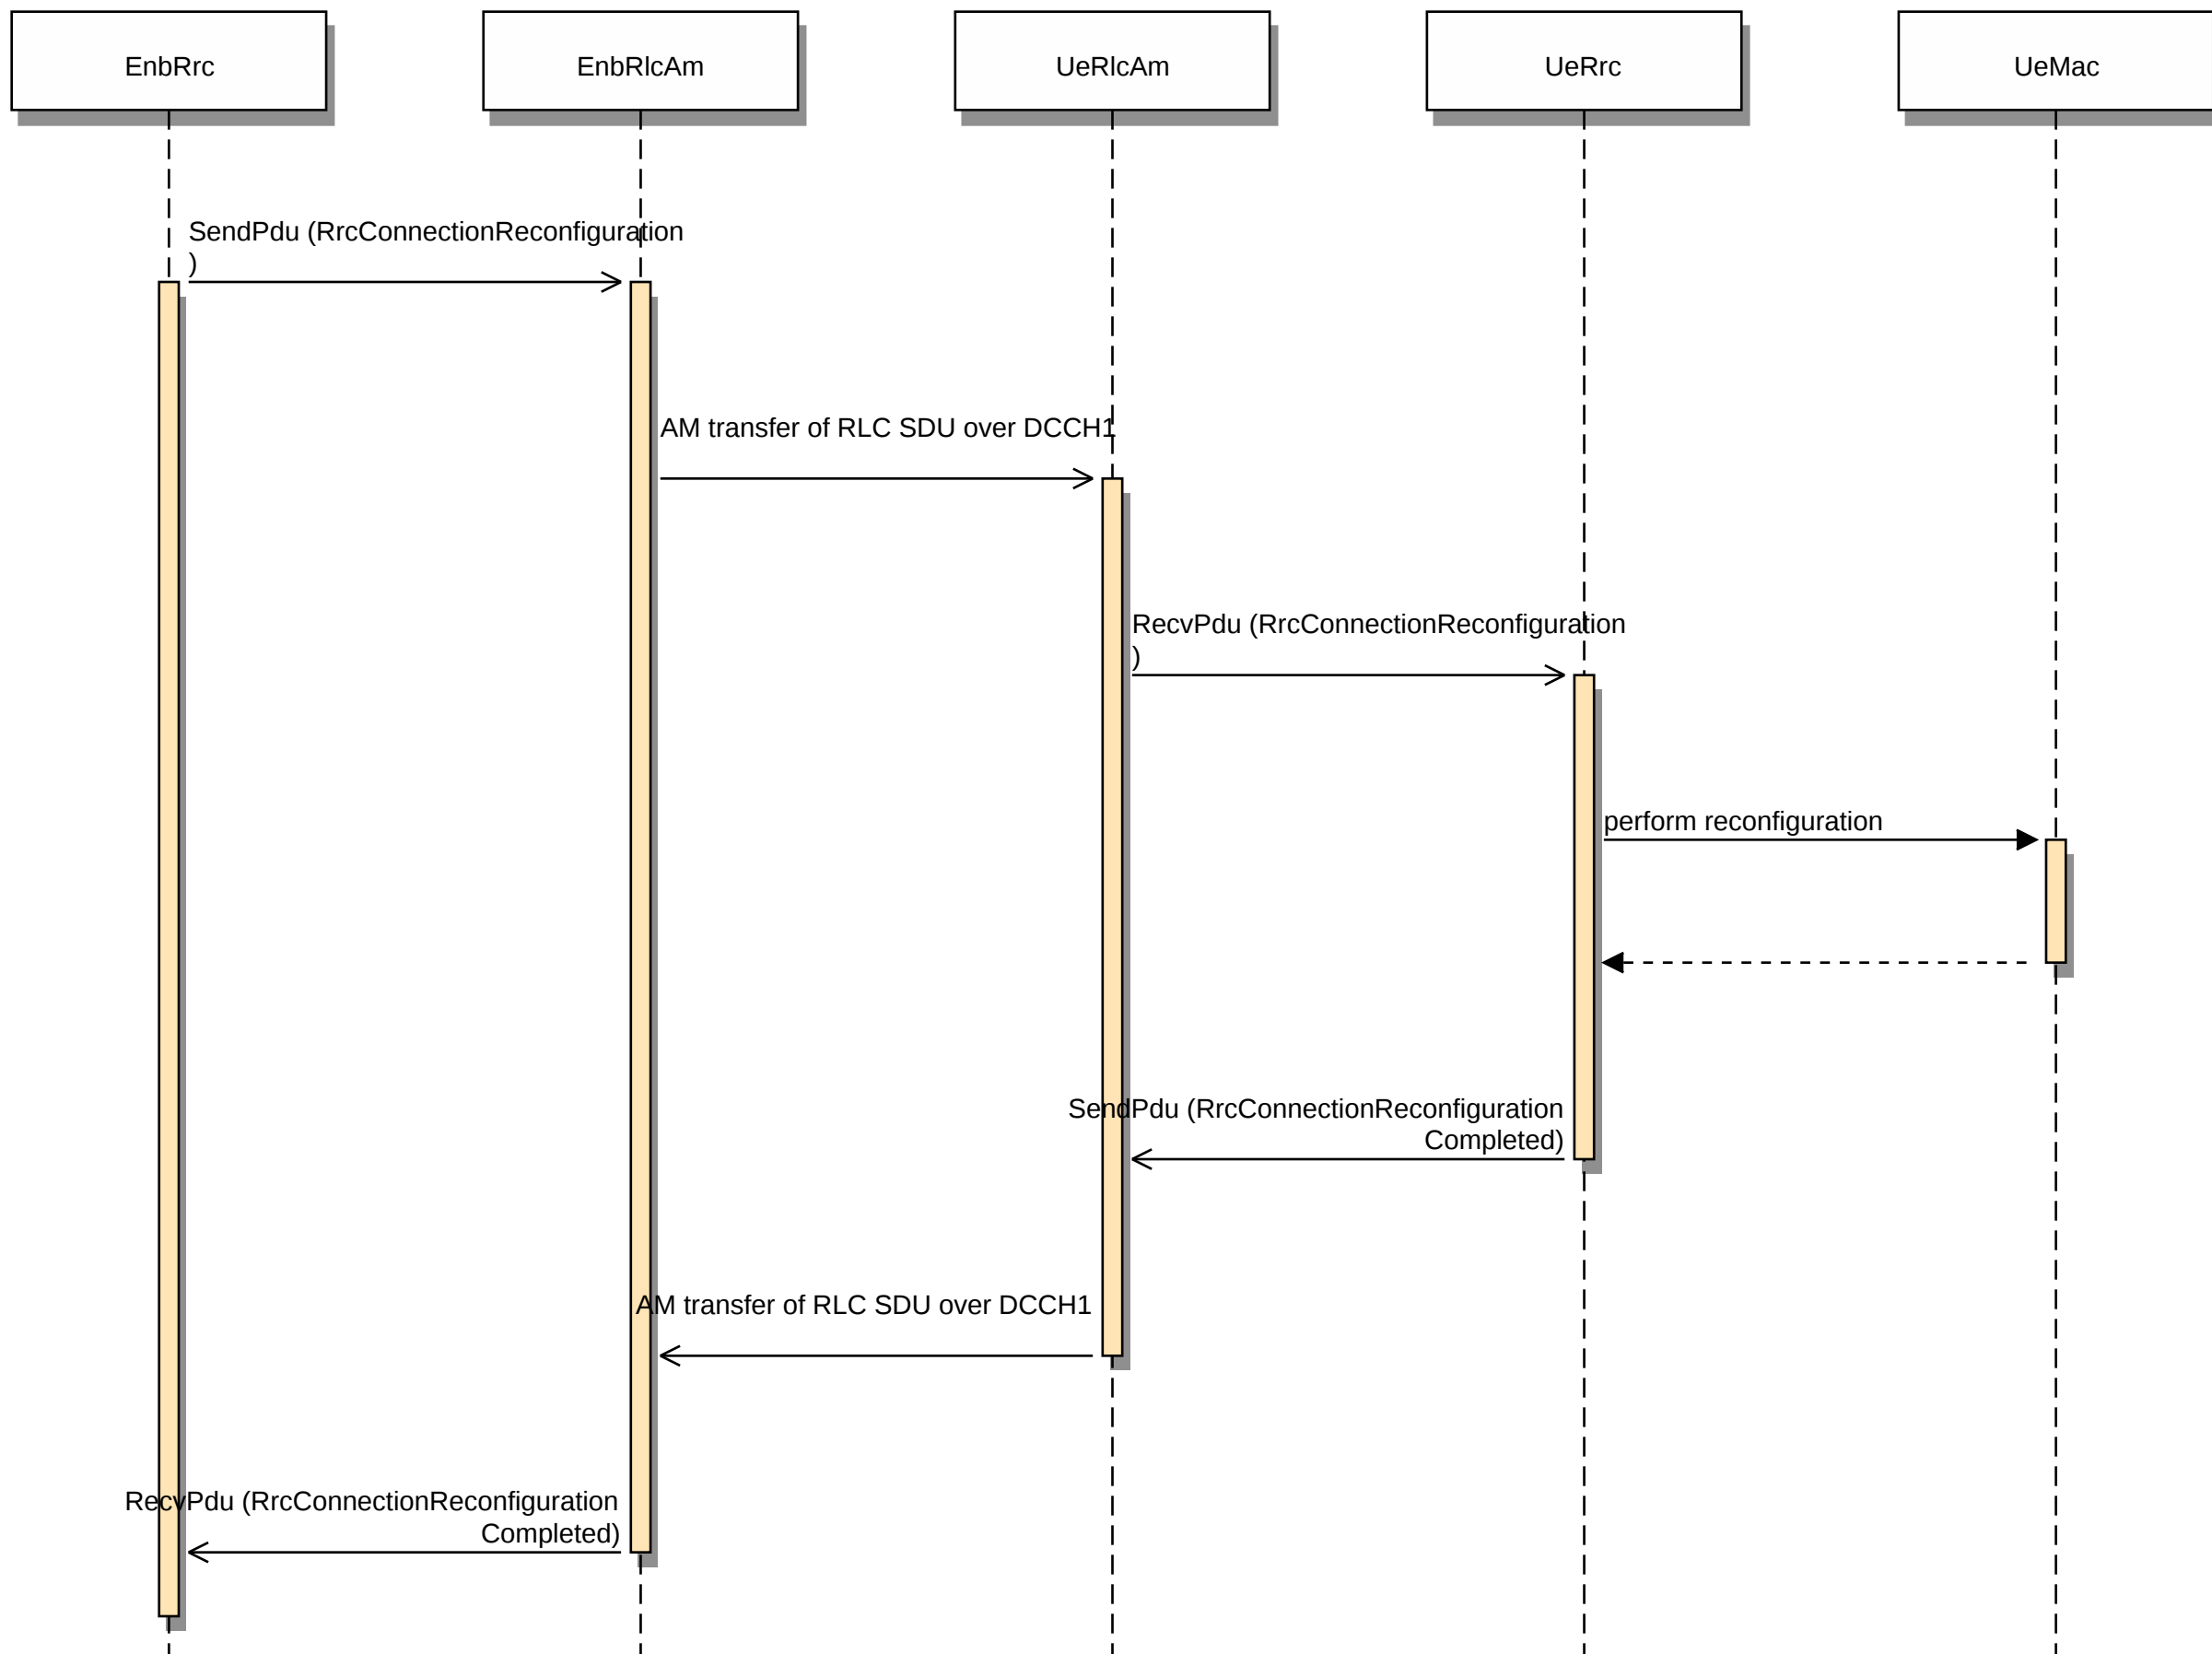 EnbRrc
EnbRlcAm
UeRlcAm
UeRrc
UeMac
SendPdu (RrcConnectionReconfiguration
)
AM transfer of RLC SDU over DCCH1
RecvPdu (RrcConnectionReconfiguration
)
perform reconfiguration
SendPdu (RrcConnectionReconfiguration
Completed)
AM transfer of RLC SDU over DCCH1
RecvPdu (RrcConnectionReconfiguration
Completed)